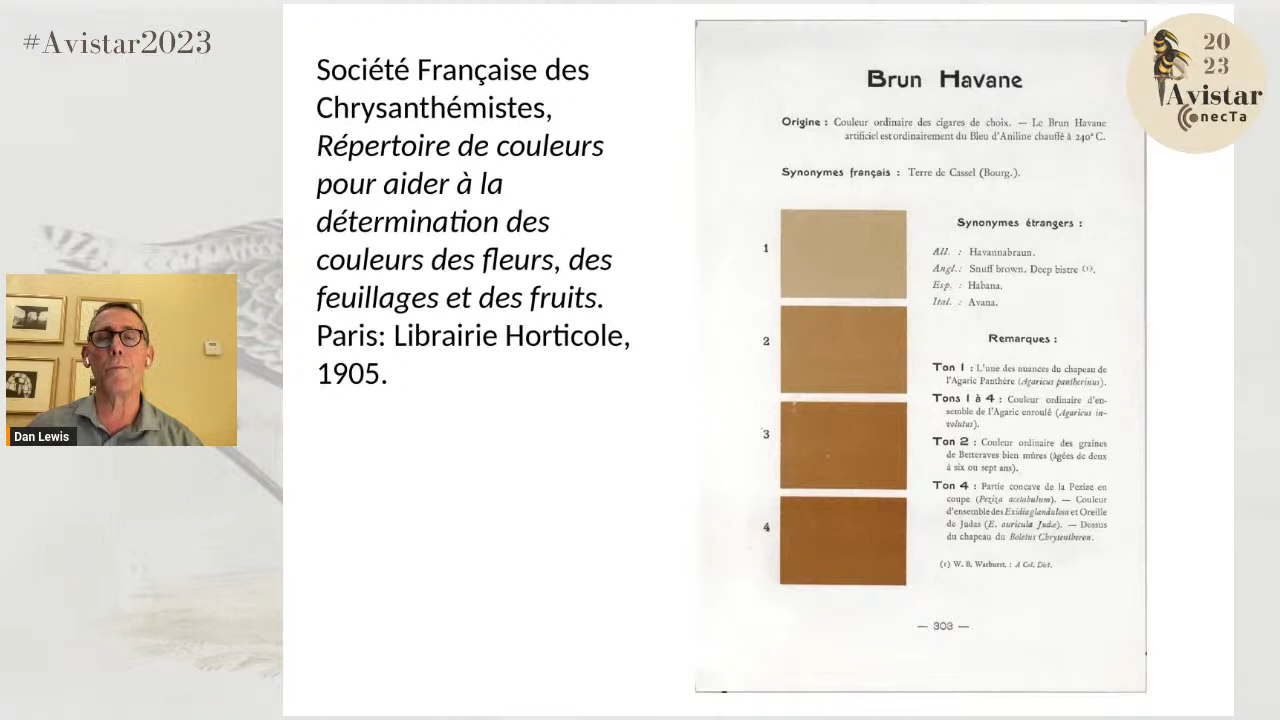 #Avistar2023
Société Française des
Chrysanthémistes,
Répertoire de couleurs
pour aider à la
détermination des
couleurs des fleurs, des
feuillages et des fruits.
Paris: Librairie Horticole,
1905.
Dan Lewis
Brun Havane
Origine : Couleur ordinaire des cigares de choix. — Le Brun Havane
artificiel est ordinairement du Bleu d'Aniline chauffé à 240° C.
Synonymes français : Terre de Cassel (Bourg.).
1
2
3
4
Synonymes étrangers :
All. : Havannabraun.
Angl. : Snuff brown, Deep bistre (1).
Esp. : Habana.
Ital. : Avana.
Remarques :
Ton 1 : L'une des nuances du chapeau de
l'Agaric Panthère (Agaricus pantherinus).
Tons 1 à 4 : Couleur ordinaire d'en-
semble de l'Agaric enroulé (Agaricus in-
volutus).
Ton 2 : Couleur ordinaire des graines
de Betteraves bien mûres (âgées de deux
à six ou sept ans).
Ton 4 : Partie concave de la Pezize en
coupe (Peziza acetabulum). — Couleur
d'ensemble des Exidia glandulosa et Oreille
de Judas (E. auricula Judæ). — Dessus
du chapeau du Boletus Chrysentheron.
(1) W. B. Warhurst. : A Col. Dict.
— 303 —
20
23
Avistar
ConecTa